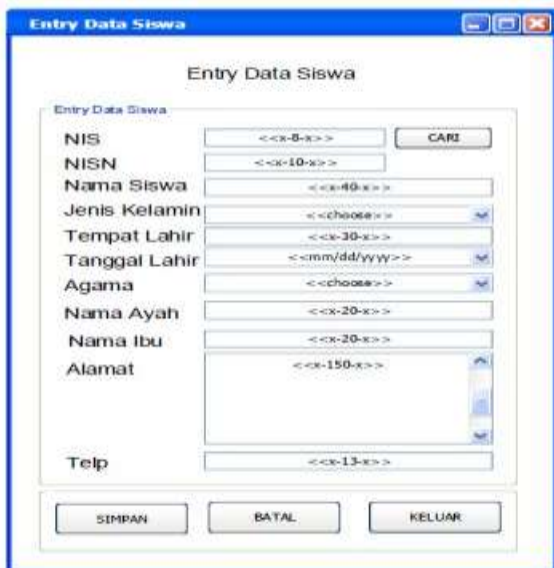 Entry Data Siswa
Entry Data Siswa
Entry Data Siswa
NIS <<x-8-x>> CARI
NISN <<x-10-x>>
Nama Siswa <<x-40-x>>
Jenis Kelamin <<choose>>
Tempat Lahir <<x-30-x>>
Tanggal Lahir <<mm/dd/yyyy>>
Agama <<choose>>
Nama Ayah <<x-20-x>>
Nama Ibu <<x-20-x>>
Alamat <<x-150-x>>
Telp <<x-13-x>>
SIMPAN BATAL KELUAR